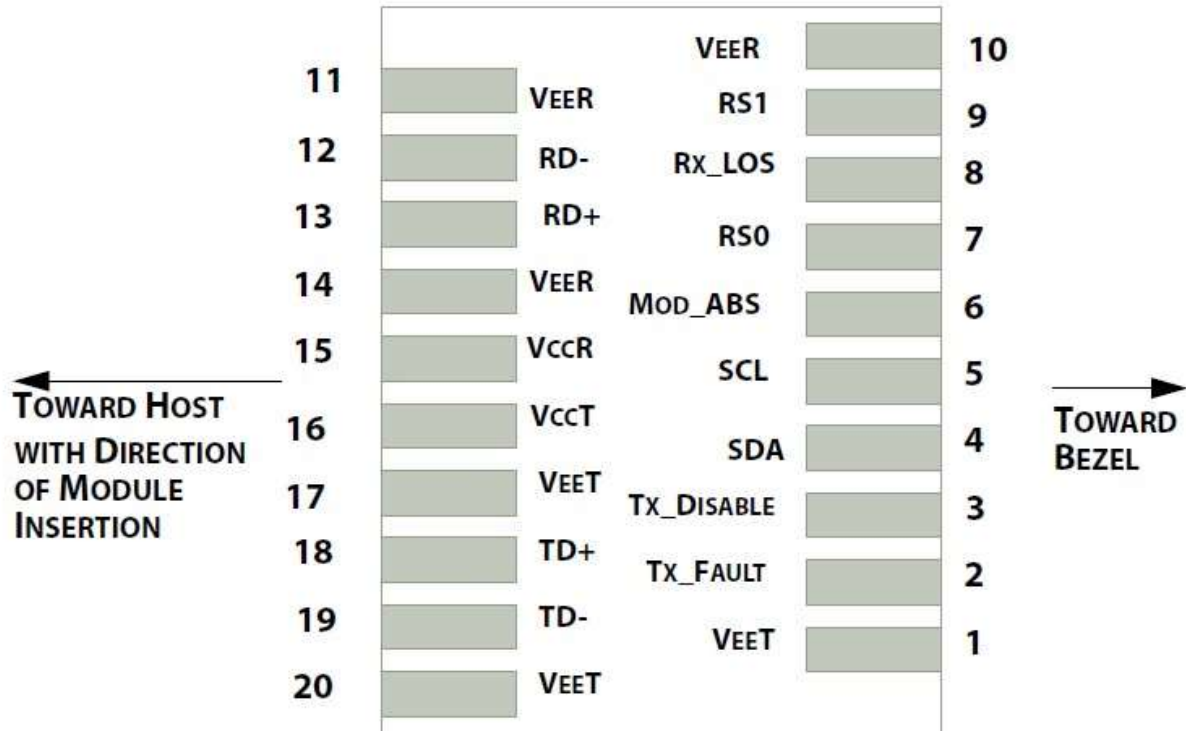 11 VEER
12 RD-
13 RD+
14 VEER
15 VCCR
16 VCCT
17 VEET
18 TD+
19 TD-
20 VEET
VEER 10
RS1 9
RX_LOS 8
RS0 7
MOD_ABS 6
SCL 5
SDA 4
TX_DISABLE 3
TX_FAULT 2
VEET 1
TOWARD HOST
WITH DIRECTION
OF MODULE
INSERTION
TOWARD
BEZEL